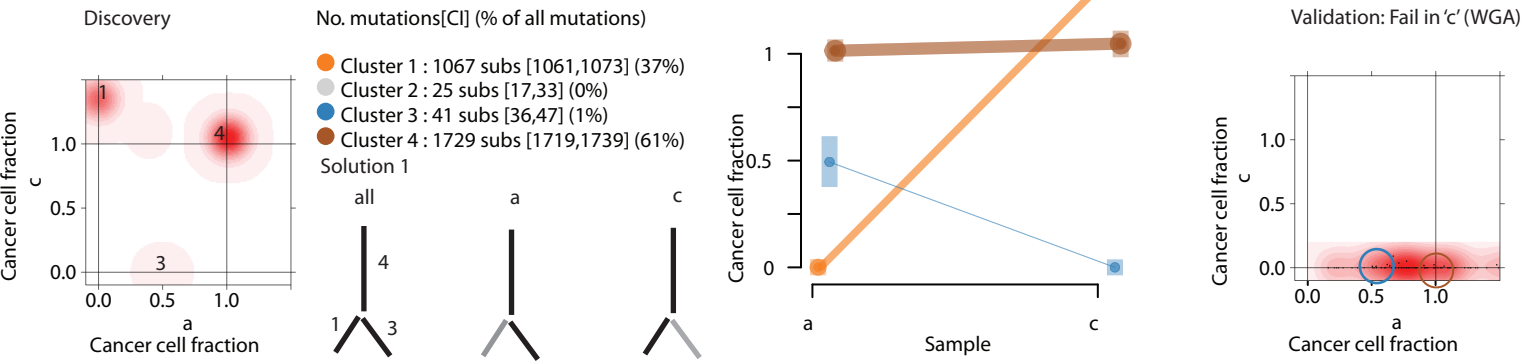 Discovery
1
4
3
1.0
0.5
0.0
0.0 0.5 1.0
Cancer cell fraction
c
a
Cancer cell fraction
No. mutations[CI] (% of all mutations)
Cluster 1 : 1067 subs [1061,1073] (37%)
Cluster 2 : 25 subs [17,33] (0%)
Cluster 3 : 41 subs [36,47] (1%)
Cluster 4 : 1729 subs [1719,1739] (61%)
Solution 1
all a c
4
1 3
Cancer cell fraction
1
0.5
0
a c
Sample
Validation: Fail in ‘c’ (WGA)
Cancer cell fraction
c
1.0
0.5
0.0
0.0 0.5 1.0
a
Cancer cell fraction